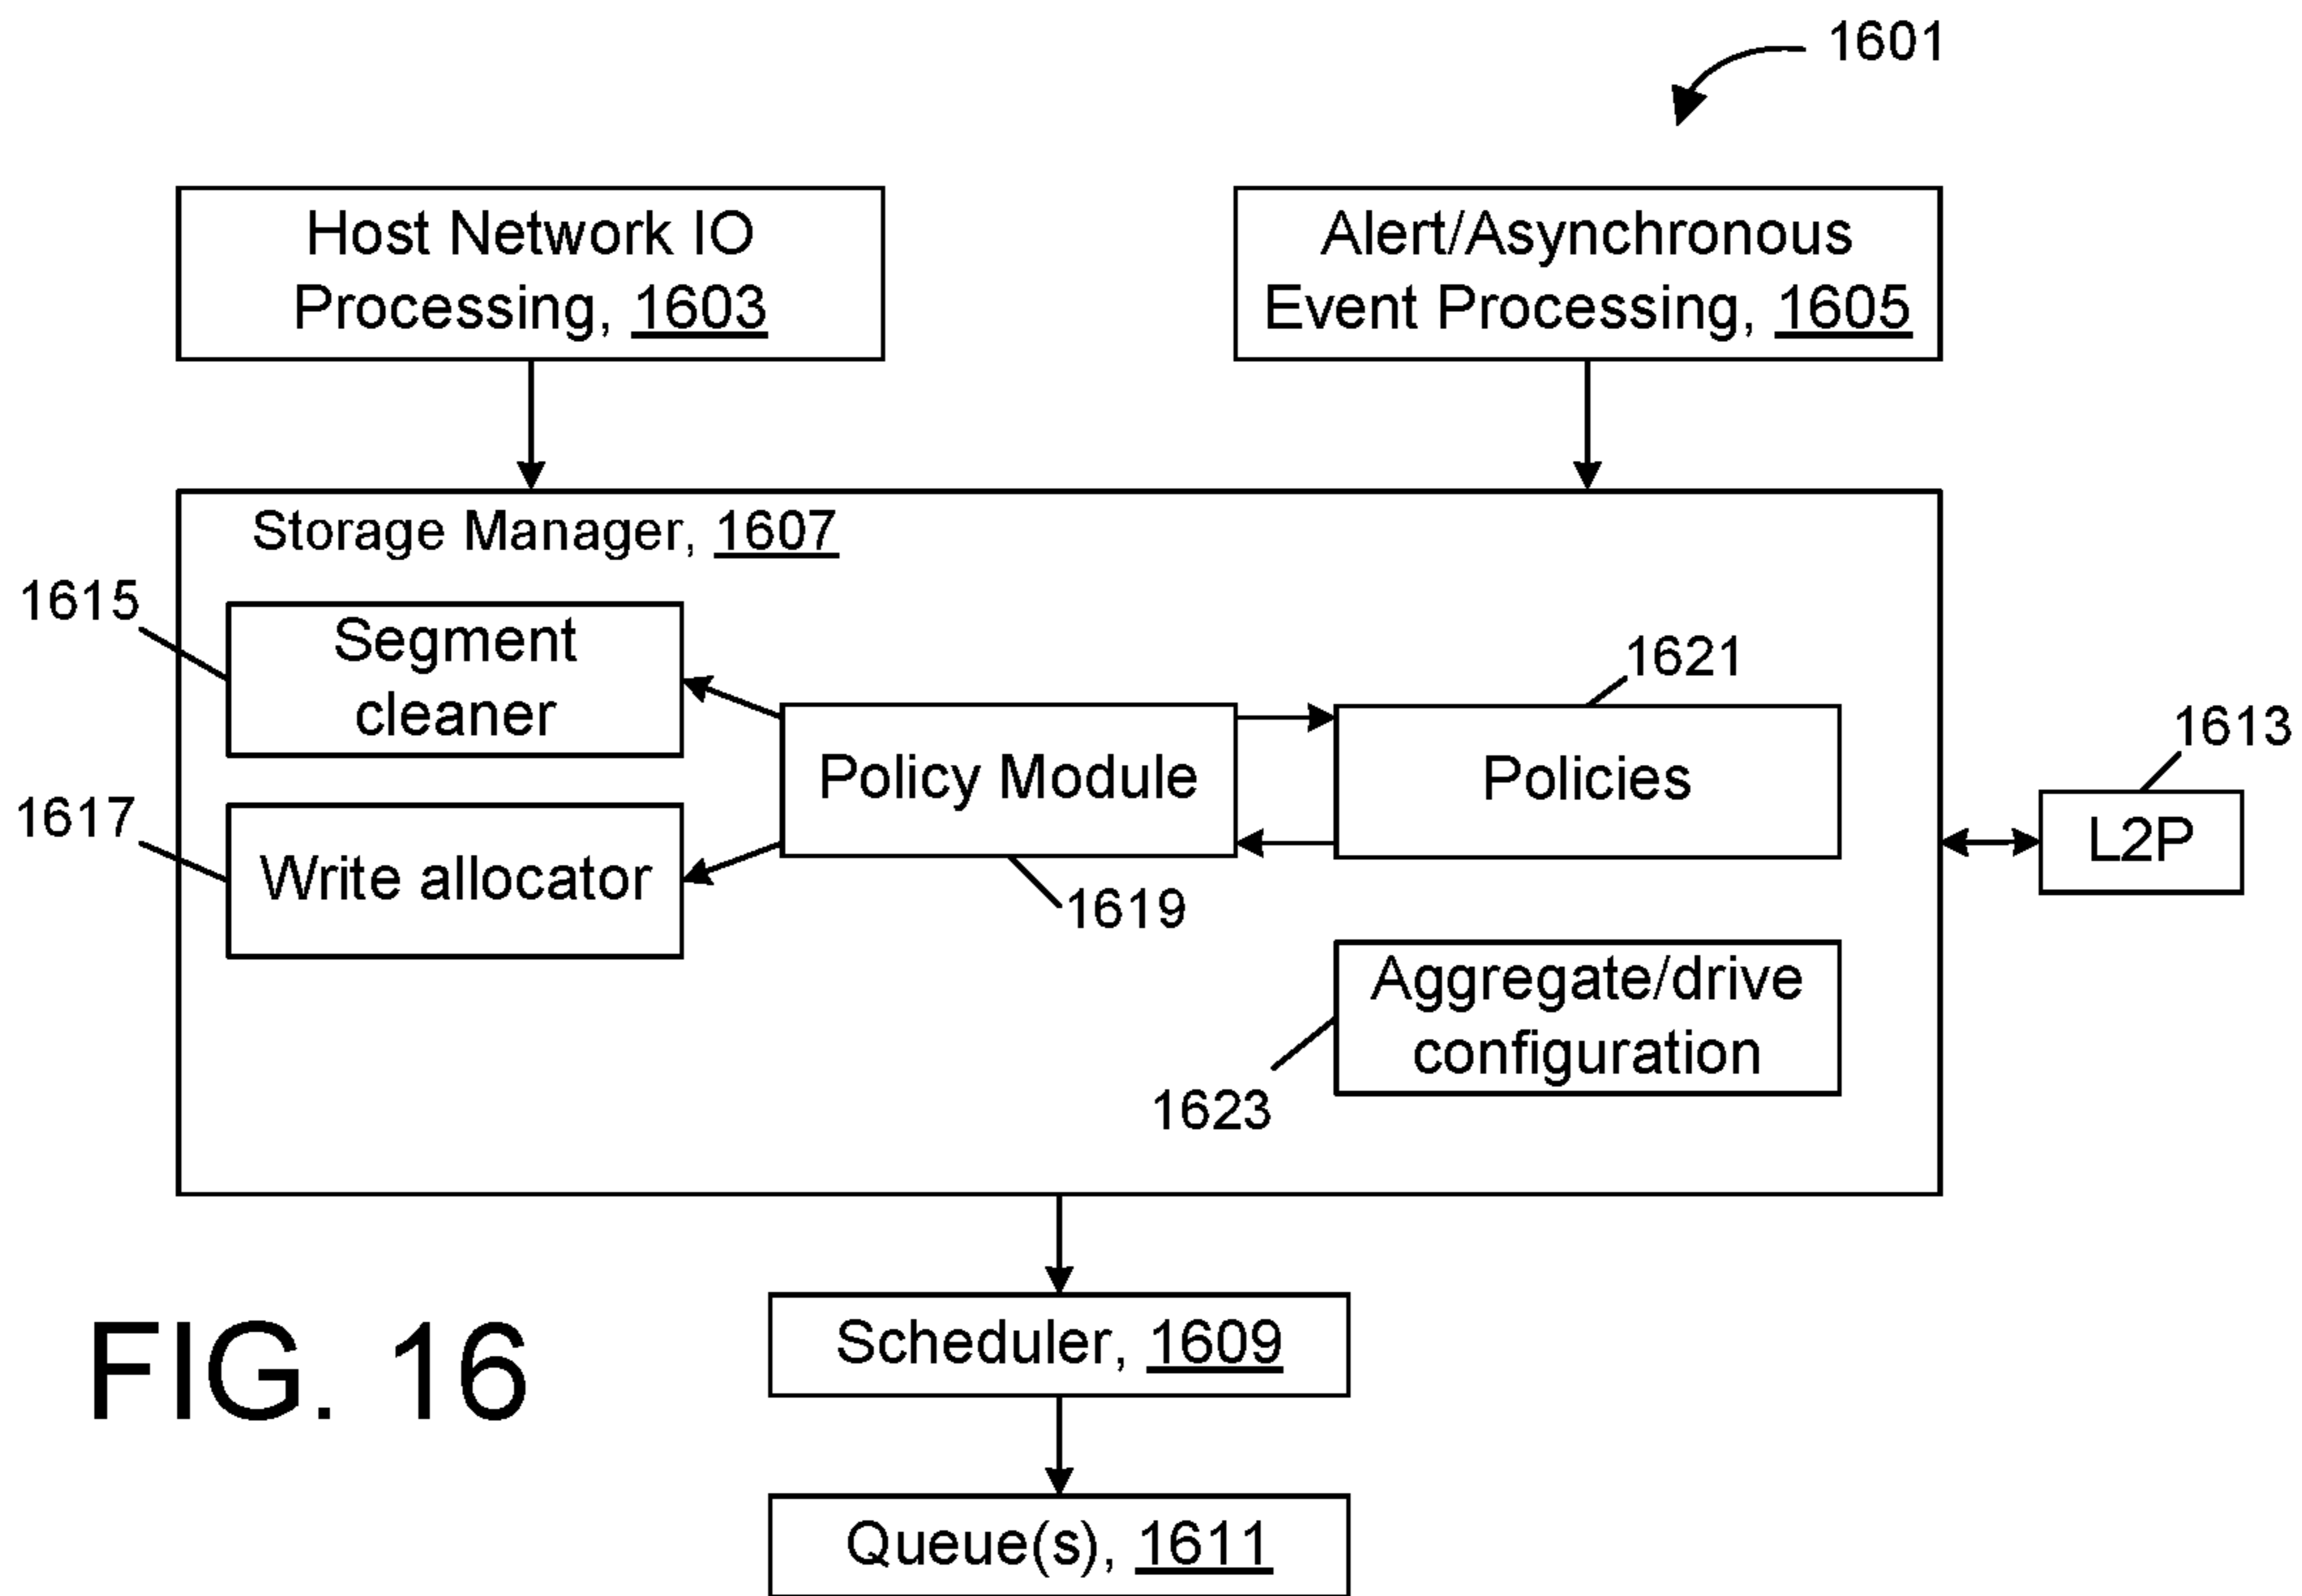 1601
Host Network IO
Processing, 1603
Alert/Asynchronous
Event Processing, 1605
Storage Manager, 1607
1615
Segment
cleaner
1617
Write allocator
Policy Module
1619
1621
Policies
1613
L2P
Aggregate/drive
configuration
1623
Scheduler, 1609
Queue(s), 1611
FIG. 16